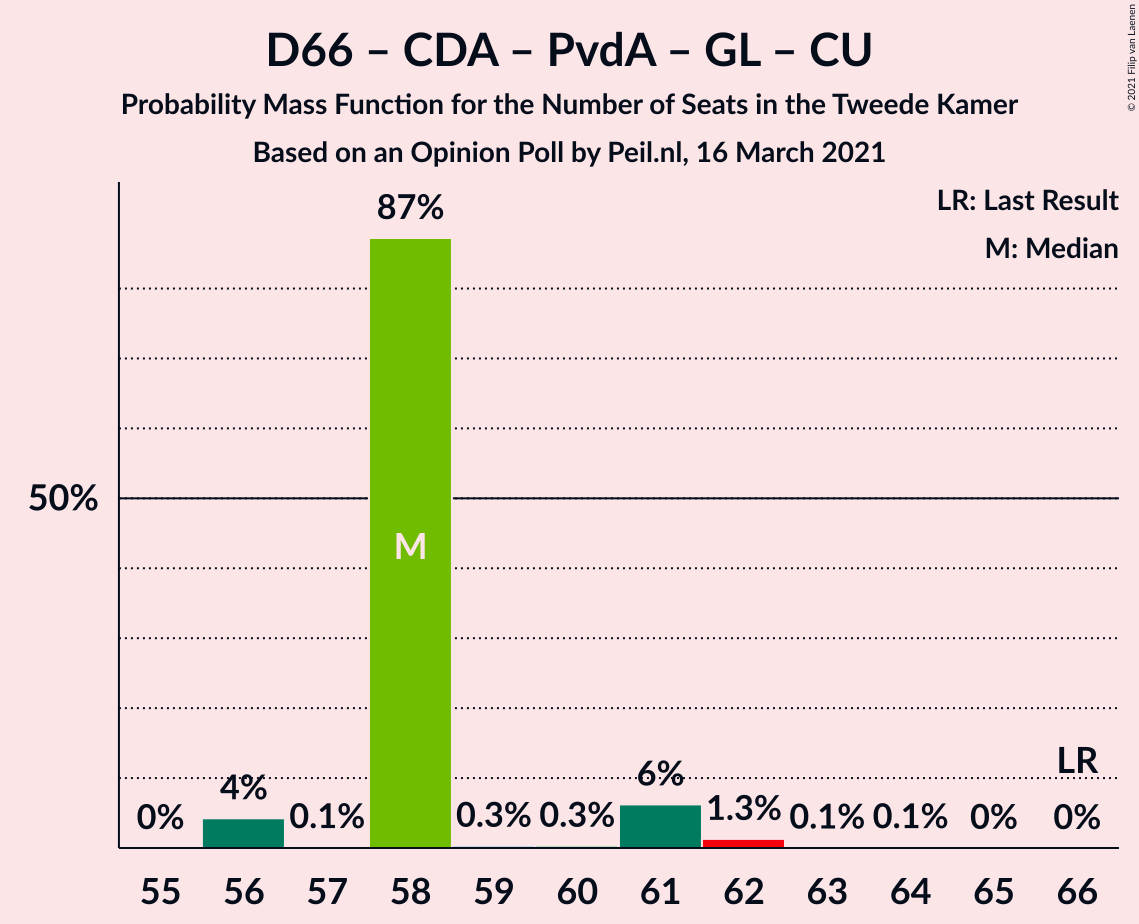 D66 – CDA – PvdA – GL – CU
Probability Mass Function for the Number of Seats in the Tweede Kamer
Based on an Opinion Poll by Peil.nl, 16 March 2021
© 2021 Filip van Laenen
LR: Last Result
M: Median
87%
50%
M
LR
0% 4% 0.1% 0.3% 0.3% 6% 1.3% 0.1% 0.1% 0% 0%
55 56 57 58 59 60 61 62 63 64 65 66